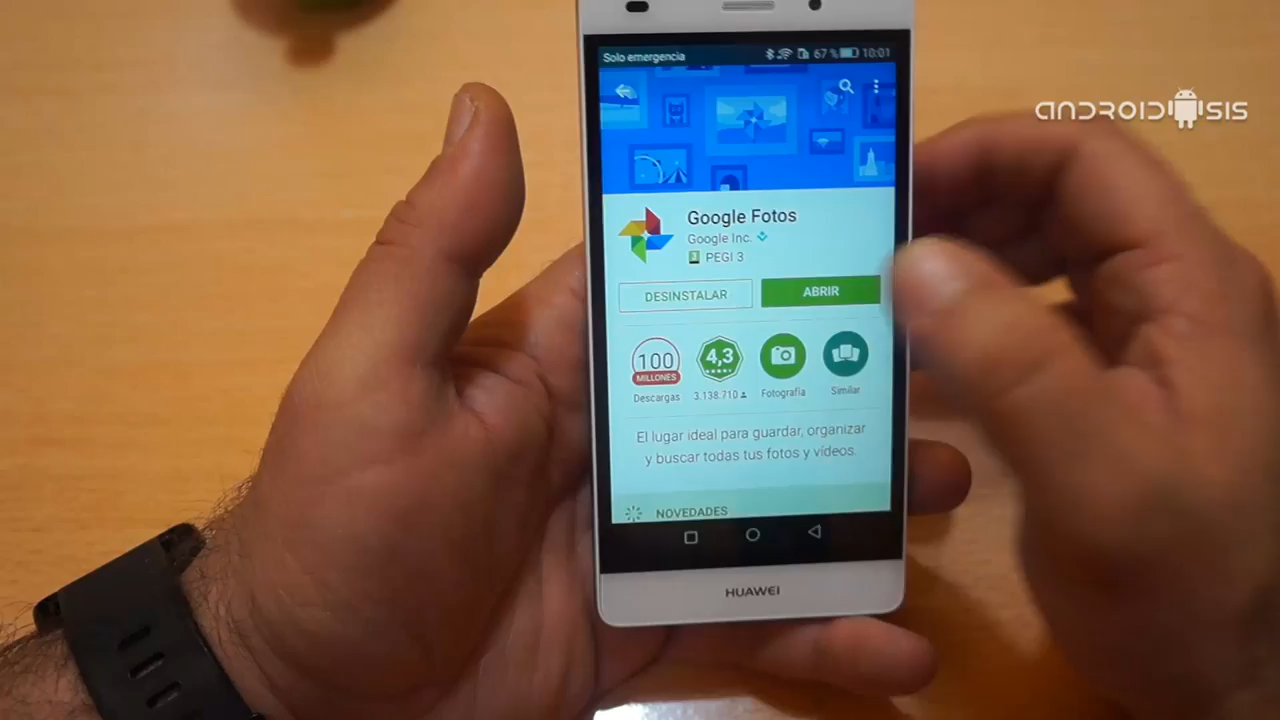 Solo emergencia 67 % 10:01
ANDROIDSIS
Google Fotos
Google Inc.
3 PEGI 3
DESINSTALAR ABRIR
100 MILLONES 4,3
Descargas 3.138.710 Fotografía Similar
El lugar ideal para guardar, organizar
y buscar todas tus fotos y vídeos.
NOVEDADES
HUAWEI